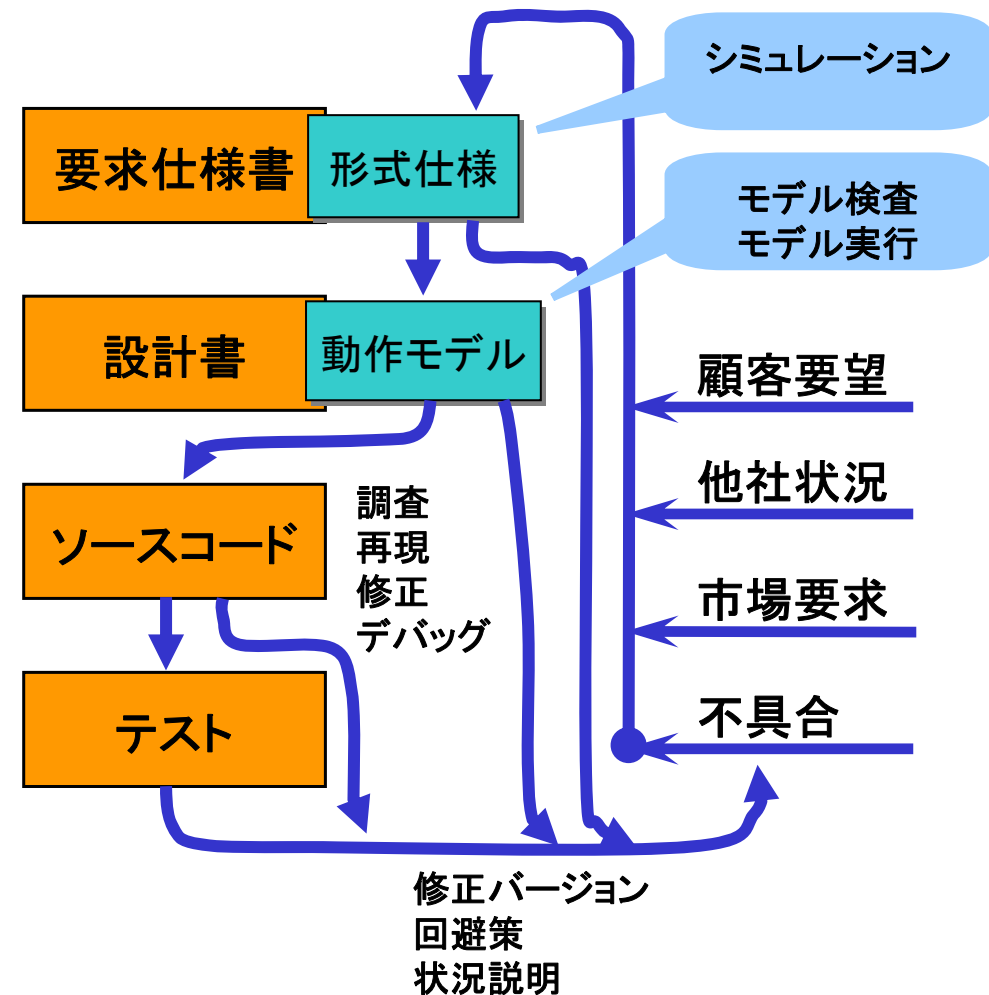 シミュレーション
要求仕様書
形式仕様
モデル検査
モデル実行
設計書
動作モデル
顧客要望
他社状況
ソースコード
調査
再現
修正
デバッグ
市場要求
テスト
不具合
修正バージョン
回避策
状況説明